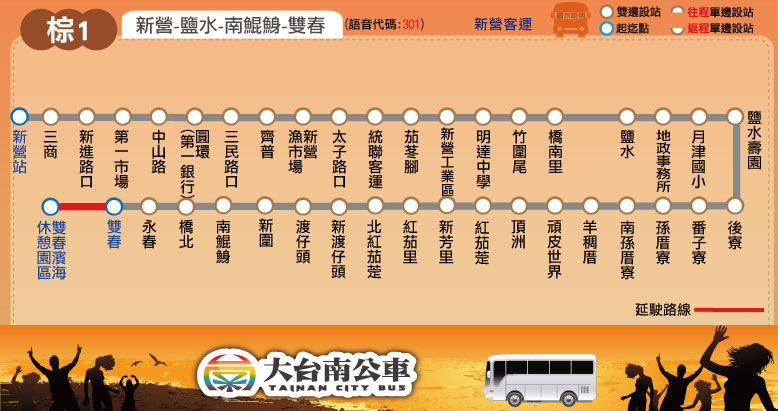 棕1
新營-鹽水-南鯤鯓-雙春
(語音代碼:301)
新營客運
雙邊設站
往程單邊設站
起迄點
返程單邊設站
新營站
三商
新進路口
第一市場
中山路
圓環
(第一銀行)
三民路口
齊普
新營
漁市場
太子路口
統聯客運
茄苳腳
新營工業區
明達中學
竹圍尾
橋南里
鹽水
地政事務所
月津國小
鹽水壽園
雙春濱海
休憩園區
雙春
永春
橋北
南鯤鯓
新圍
渡仔頭
新渡仔頭
北紅茄萣
紅茄里
新芳里
紅茄萣
頂洲
頑皮世界
羊稠厝
南孫厝寮
孫厝寮
番子寮
後寮
延駛路線
大台南公車
TAINAN CITY BUS